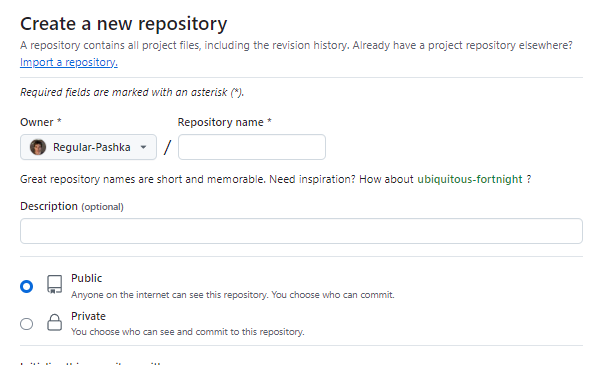 Create a new repository
A repository contains all project files, including the revision history. Already have a project repository elsewhere?
Import a repository.
Required fields are marked with an asterisk (*).
Owner *
Repository name *
Regular-Pashka
/
Great repository names are short and memorable. Need inspiration? How about ubiquitous-fortnight ?
Description (optional)
Public
Anyone on the internet can see this repository. You choose who can commit.
Private
You choose who can see and commit to this repository.